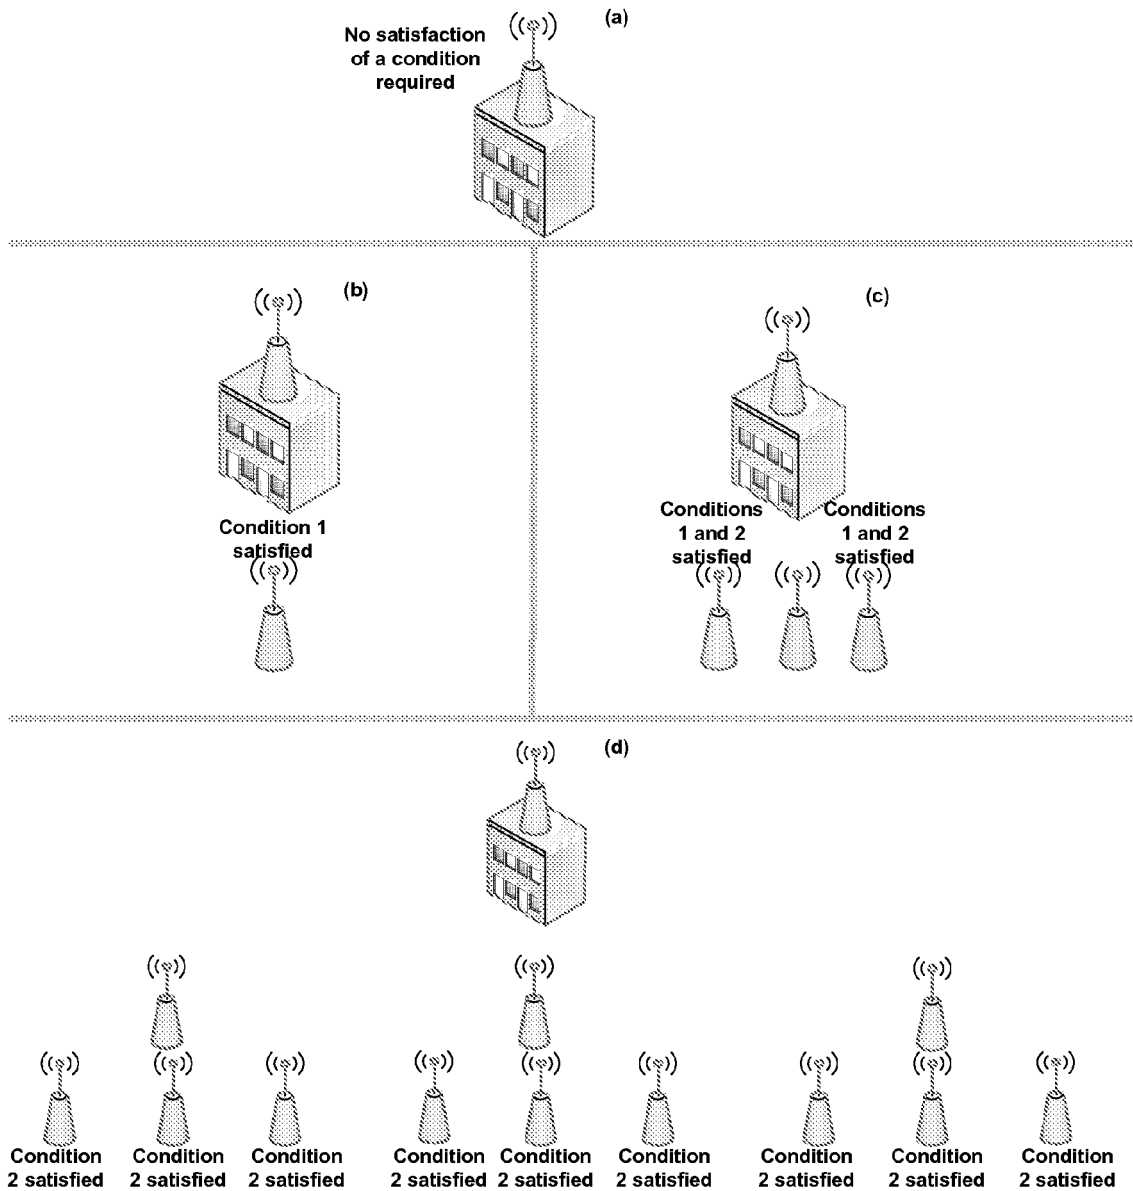 (a)
No satisfaction
of a condition
required
(b)
(c)
Condition 1
satisfied
Conditions
1 and 2
satisfied
Conditions
1 and 2
satisfied
(d)
Condition
2 satisfied
Condition
2 satisfied
Condition
2 satisfied
Condition
2 satisfied
Condition
2 satisfied
Condition
2 satisfied
Condition
2 satisfied
Condition
2 satisfied
Condition
2 satisfied